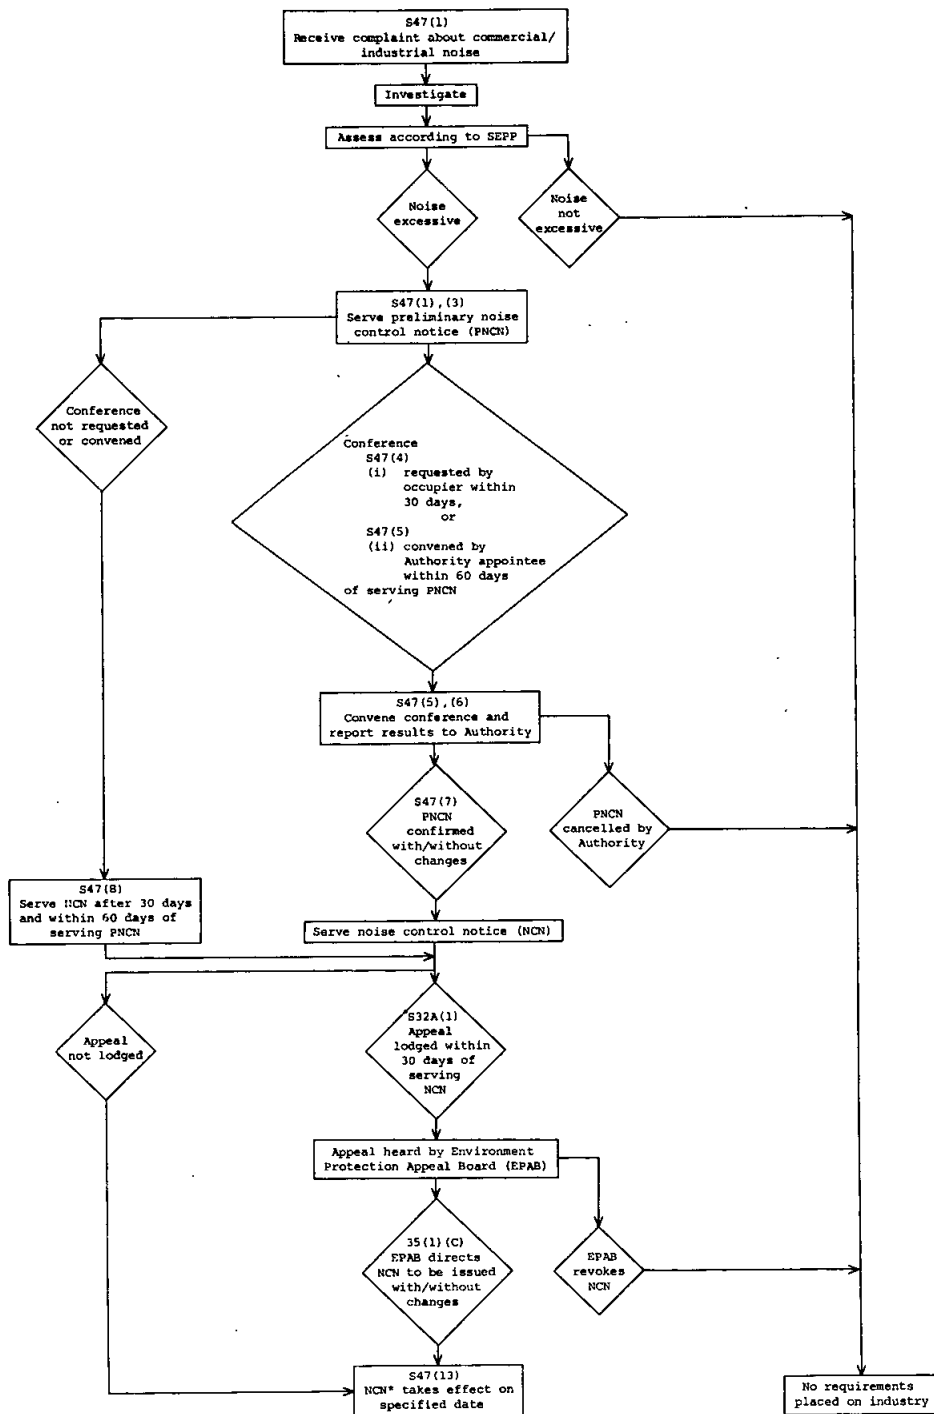 S47(1)
Receive complaint about commercial/
industrial noise
Investigate
Assess according to SEPP
Noise
excessive
Noise
not
excessive
S47(1),(3)
Serve preliminary noise
control notice (PNCN)
Conference
not requested
or convened
Conference
S47(4)
(i) requested by
occupier within
30 days,
or
S47(5)
(ii) convened by
Authority appointee
within 60 days
of serving PNCN
S47(5),(6)
Convene conference and
report results to Authority
S47(7)
PNCN
confirmed
with/without
changes
PNCN
cancelled by
Authority
S47(8)
Serve NCN after 30 days
and within 60 days of
serving PNCN
Serve noise control notice (NCN)
Appeal
not lodged
S32A(1)
Appeal
lodged within
30 days of
serving
NCN
Appeal heard by Environment
Protection Appeal Board (EPAB)
35(1)(C)
EPAB directs
NCN to be issued
with/without
changes
EPAB
revokes
NCN
S47(13)
NCN* takes effect on
specified date
No requirements
placed on industry